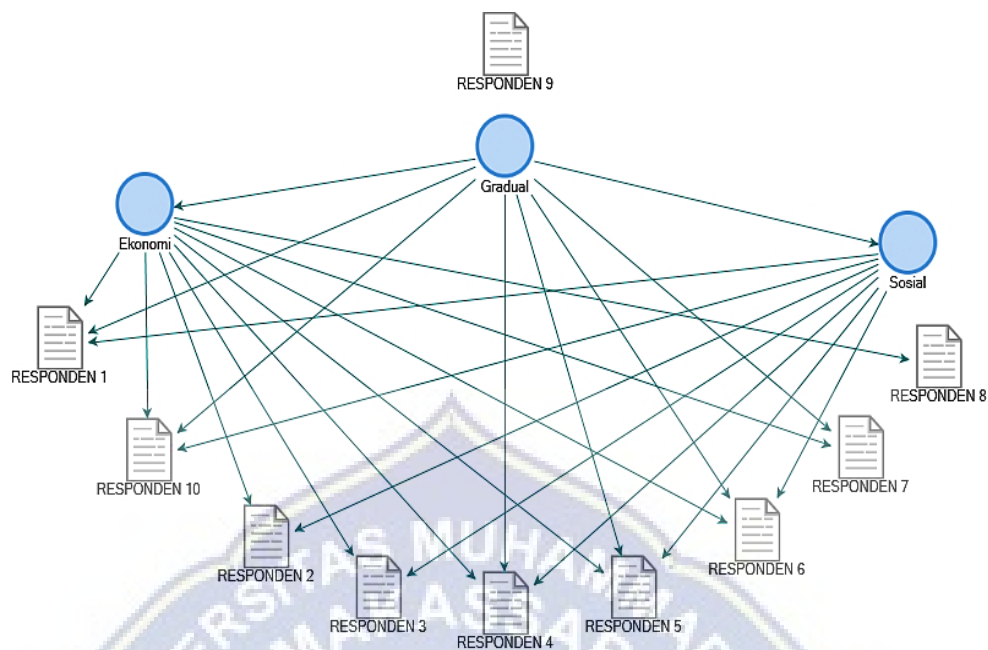 RESPONDEN 9
Gradual
Ekonomi
Sosial
RESPONDEN 1
RESPONDEN 8
RESPONDEN 10
RESPONDEN 7
RESPONDEN 2
RESPONDEN 6
RESPONDEN 3
RESPONDEN 4
RESPONDEN 5